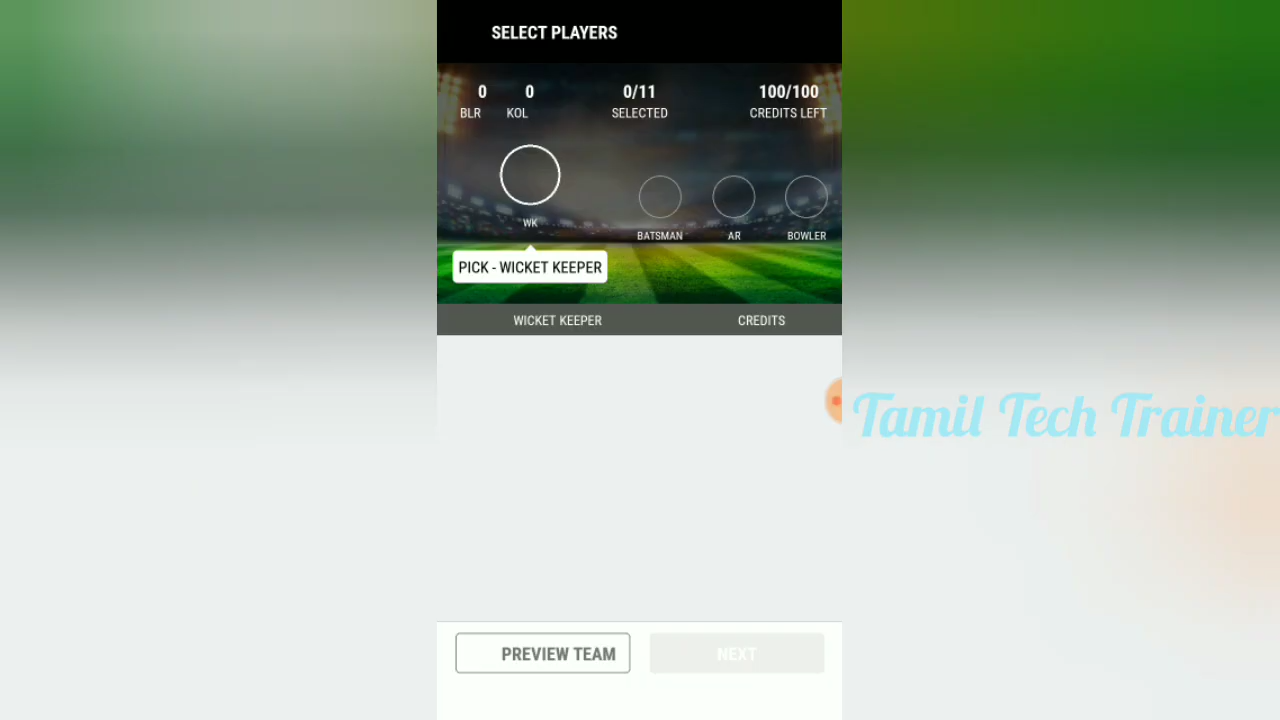 SELECT PLAYERS
0 0 0/11 100/100
BLR KOL SELECTED CREDITS LEFT
WK
BATSMAN AR BOWLER
PICK - WICKET KEEPER
WICKET KEEPER CREDITS
Tamil Tech Trainer
PREVIEW TEAM NEXT